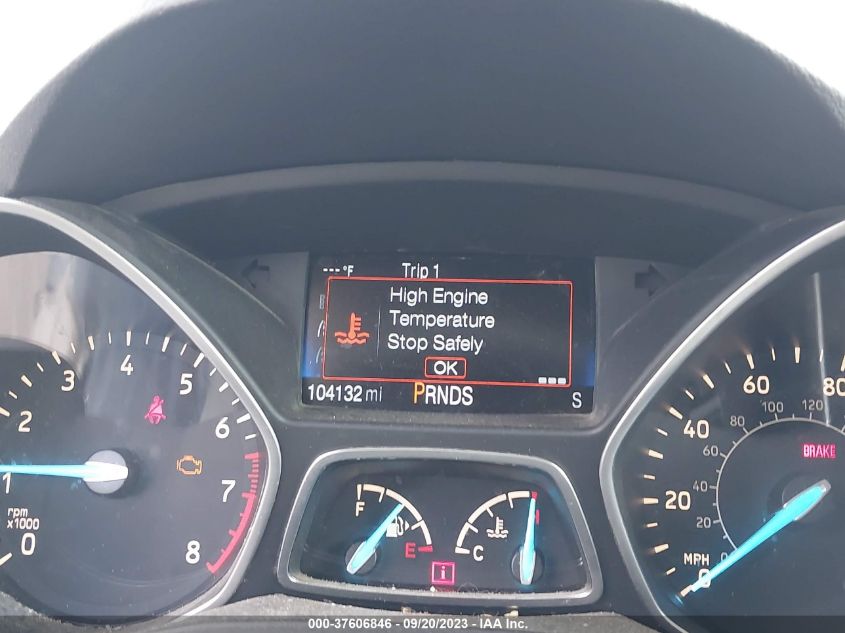 ---°F Trip 1
High Engine
Temperature
Stop Safely
OK
104132 mi PRNDS S
0 1 2 3 4 5 6 7 8
rpm
x1000
F E
C H
i
BRAKE
0 20 40 60 80
0 20 40 60 80 100 120
MPH
000-37606846 - 09/20/2023 - IAA Inc.